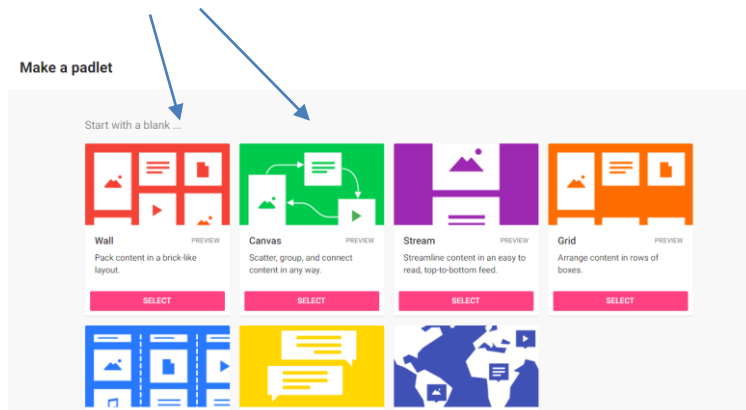 Make a padlet
Start with a blank ...
Wall PREVIEW
Pack content in a brick-like
layout.
SELECT
Canvas PREVIEW
Scatter, group, and connect
content in any way.
SELECT
Stream PREVIEW
Streamline content in an easy to
read, top-to-bottom feed.
SELECT
Grid PREVIEW
Arrange content in rows of
boxes.
SELECT